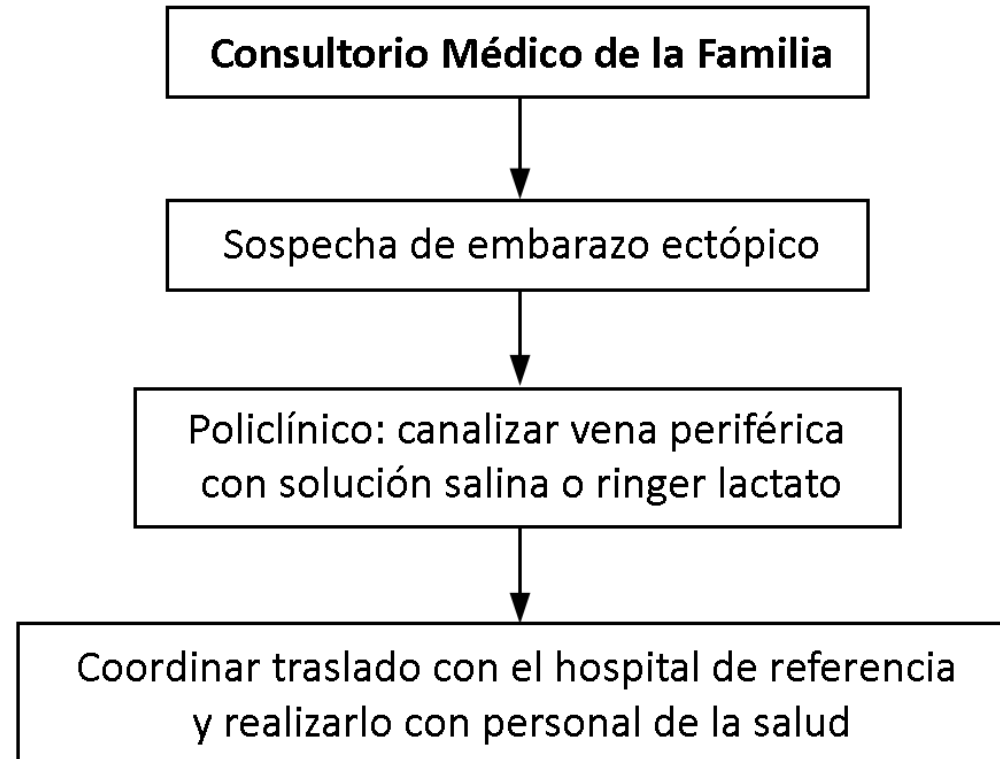 Consultorio Médico de la Familia
Sospecha de embarazo ectópico
Policlínico: canalizar vena periférica
con solución salina o ringer lactato
Coordinar traslado con el hospital de referencia
y realizarlo con personal de la salud